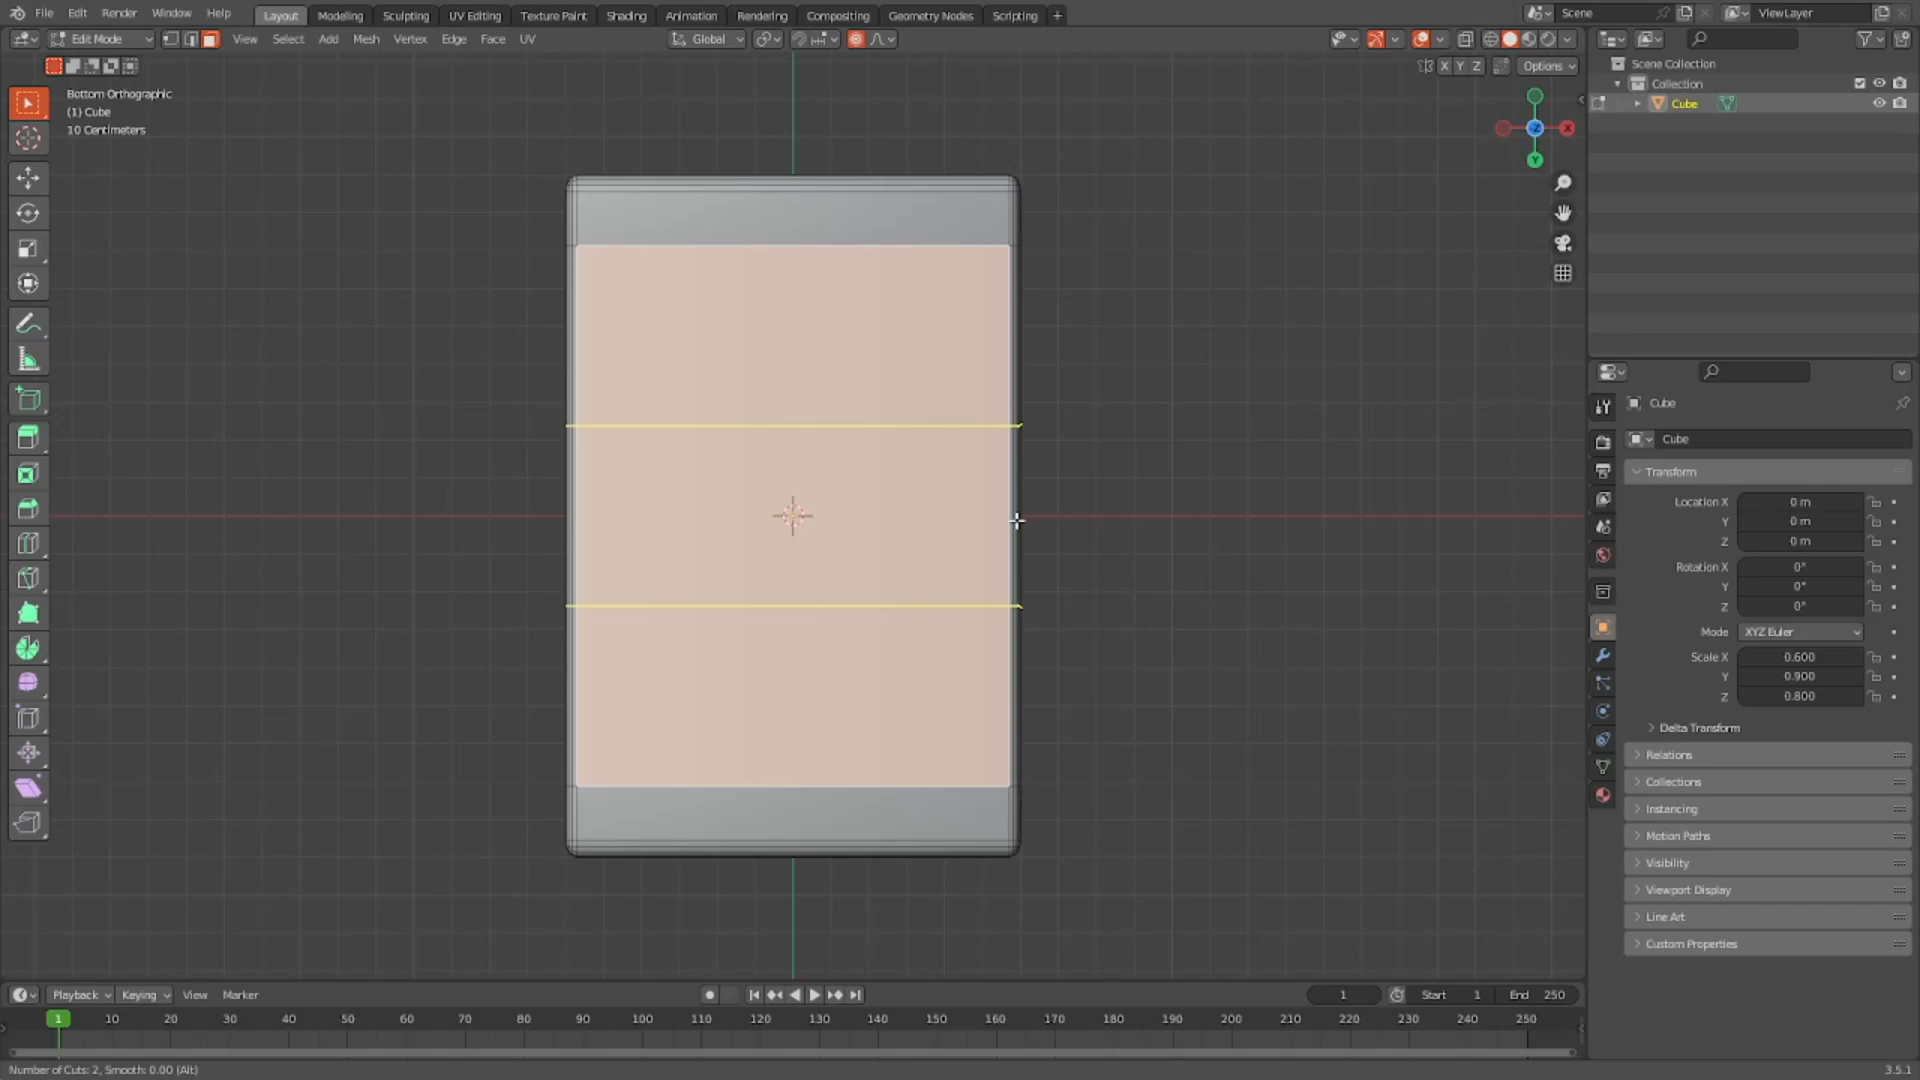 File Edit Render Window Help Layout Modeling Sculpting UV Editing Texture Paint Shading Animation Rendering Compositing Geometry Nodes Scripting + Scene ViewLayer
Edit Mode View Select Add Mesh Vertex Edge Face UV Global
X Y Z Options
Bottom Orthographic
(1) Cube
10 Centimeters
X
-Z
Y
Scene Collection
Collection
Cube
Cube
Cube
Transform
Location X 0 m
Y 0 m
Z 0 m
Rotation X 0°
Y 0°
Z 0°
Mode XYZ Euler
Scale X 0.600
Y 0.900
Z 0.800
Delta Transform
Relations
Collections
Instancing
Motion Paths
Visibility
Viewport Display
Line Art
Custom Properties
Playback Keying View Marker 1 Start 1 End 250
1 10 20 30 40 50 60 70 80 90 100 110 120 130 140 150 160 170 180 190 200 210 220 230 240 250
Number of Cuts: 2, Smooth: 0.00 (Alt) 3.5.1